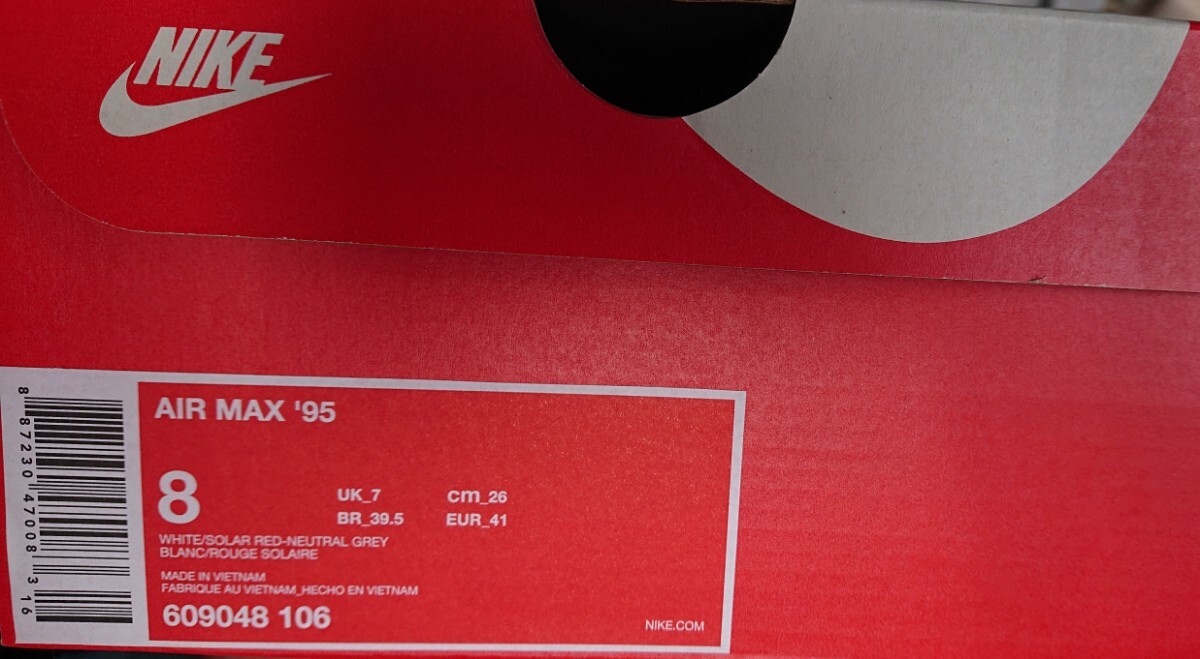 NIKE
AIR MAX '95
8
UK_7 cm_26
BR_39.5 EUR_41
WHITE/SOLAR RED-NEUTRAL GREY
BLANC/ROUGE SOLAIRE
MADE IN VIETNAM
FABRIQUE AU VIETNAM_HECHO EN VIETNAM
609048 106
NIKE.COM
8 87230 47008 3 16